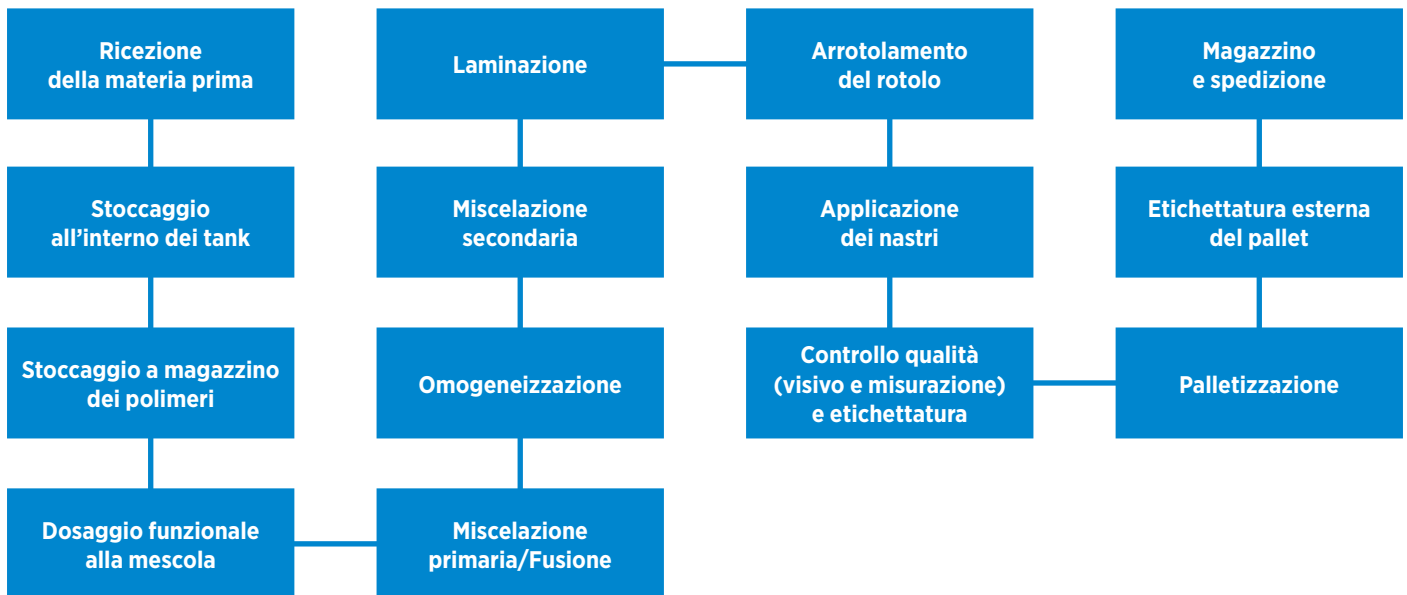 Ricezione
della materia prima
Stoccaggio
all’interno dei tank
Stoccaggio a magazzino
dei polimeri
Dosaggio funzionale
alla mescola
Miscelazione
primaria/Fusione
Omogeneizzazione
Miscelazione
secondaria
Laminazione
Arrotolamento
del rotolo
Applicazione
dei nastri
Controllo qualità
(visivo e misurazione)
e etichettatura
Palletizzazione
Etichettatura esterna
del pallet
Magazzino
e spedizione